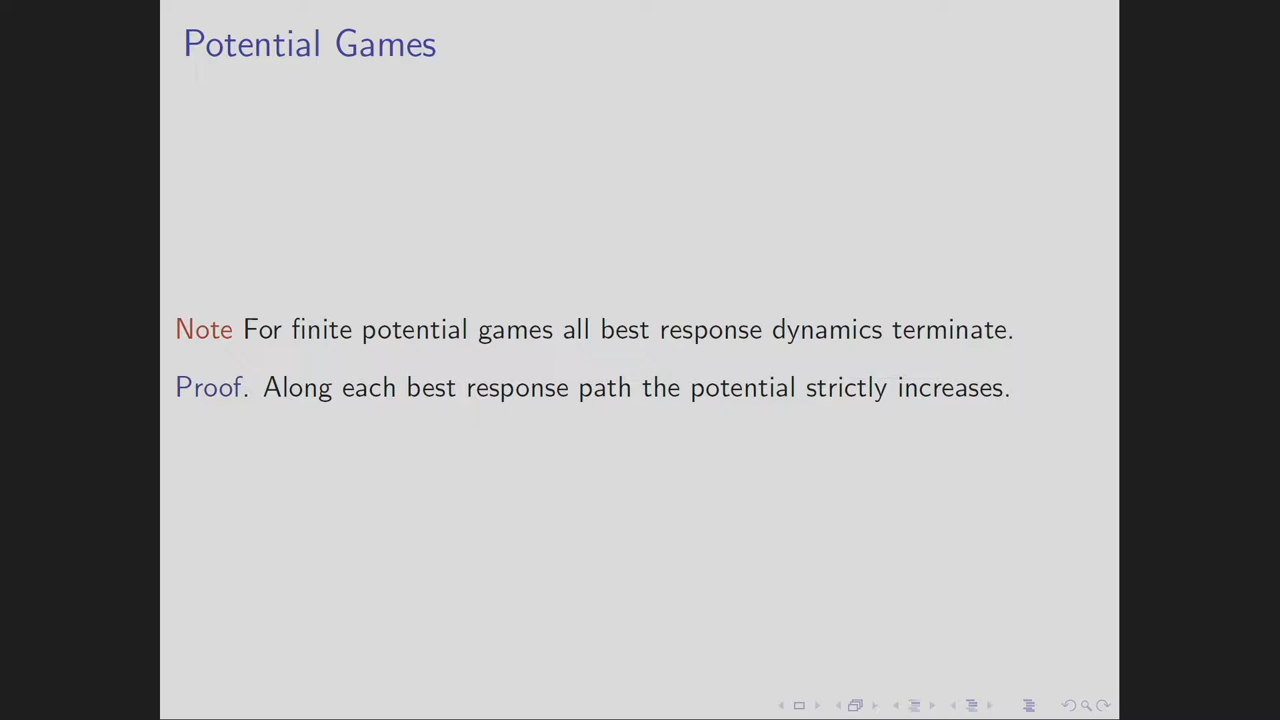 Potential Games
Note For finite potential games all best response dynamics terminate.
Proof. Along each best response path the potential strictly increases.